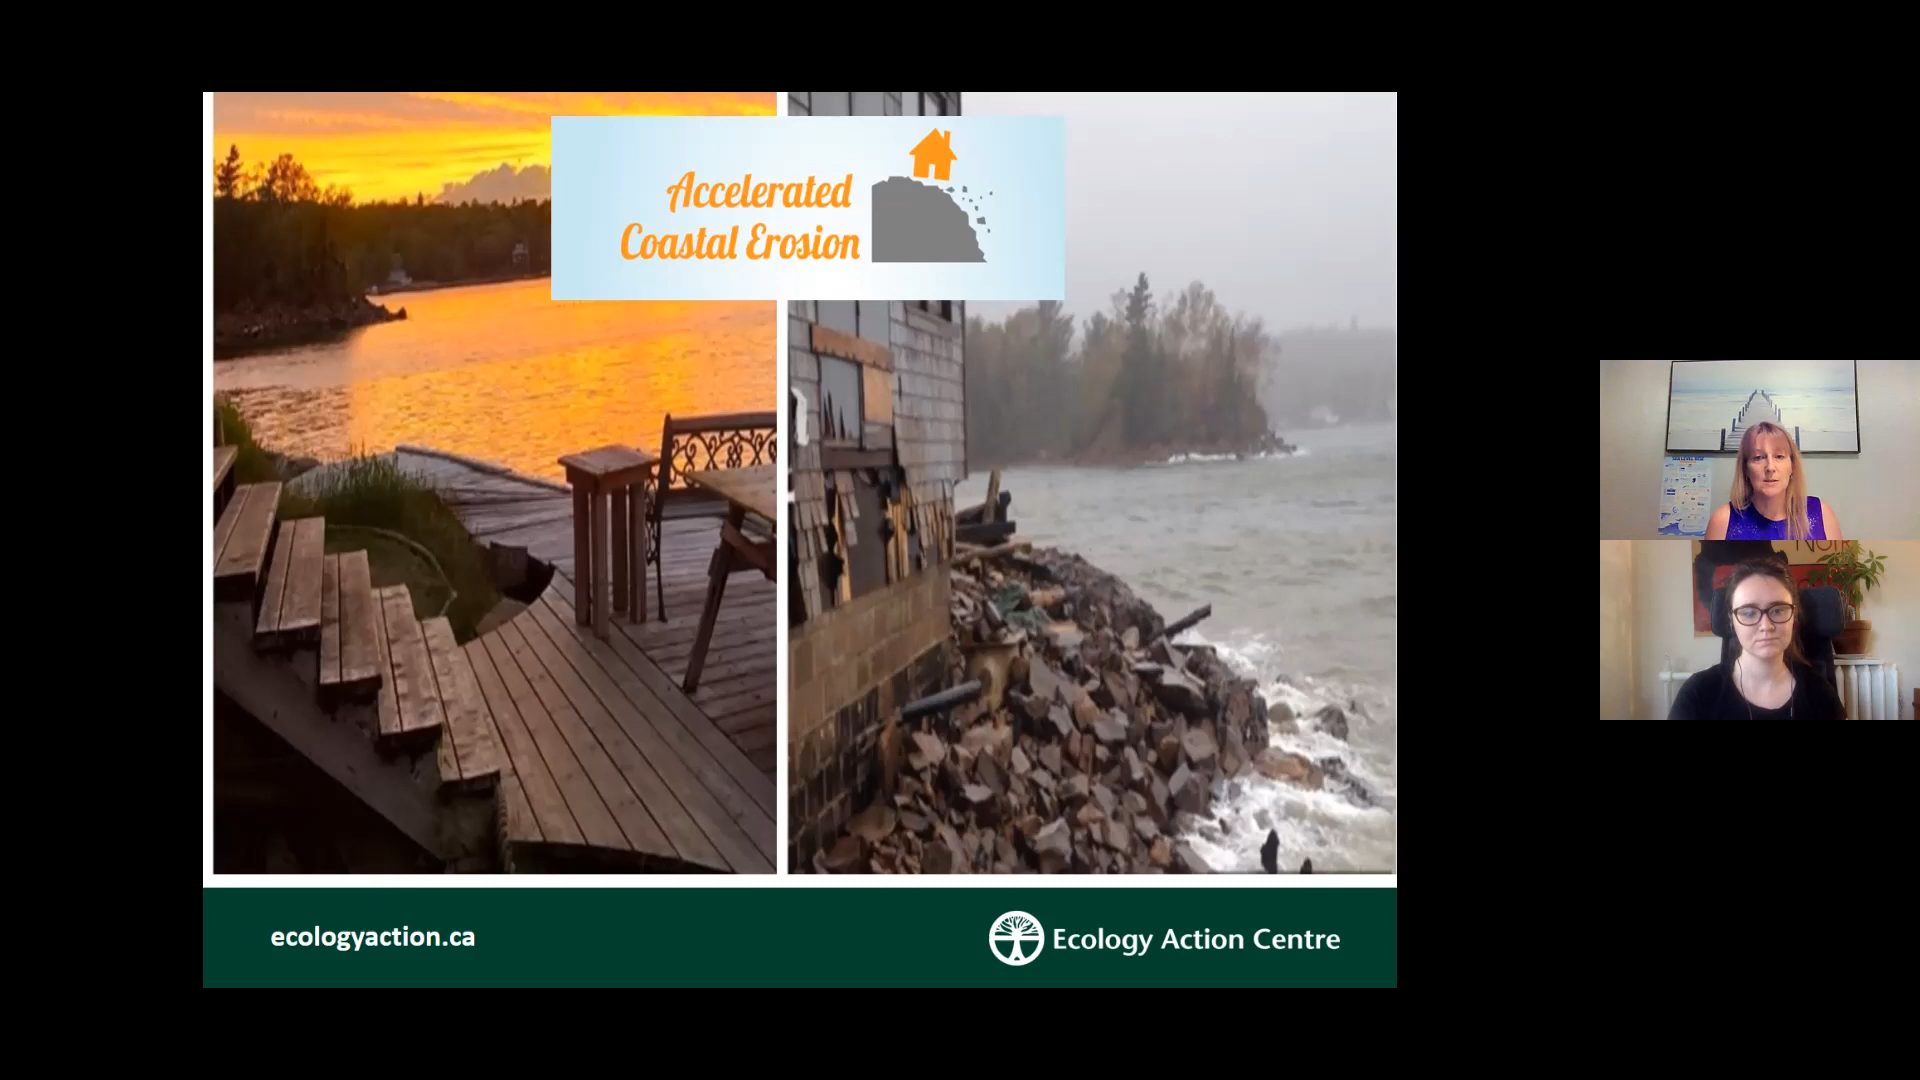 Accelerated
Coastal Erosion
ecologyaction.ca
Ecology Action Centre